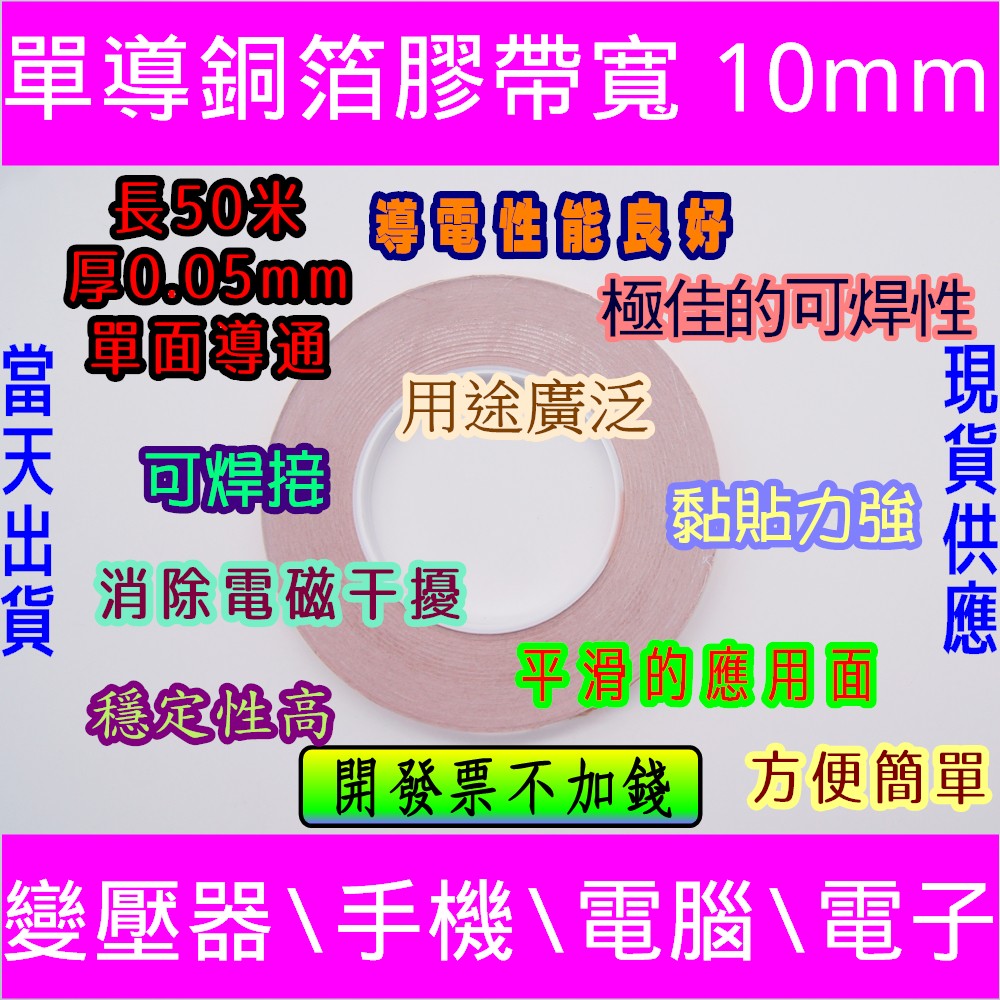 單導銅箔膠帶寬 10mm
長50米
厚0.05mm
單面導通
導電性能良好
極佳的可焊性
當天出貨
現貨供應
用途廣泛
可焊接
黏貼力強
消除電磁干擾
平滑的應用面
穩定性高
開發票不加錢
方便簡單
變壓器\手機\電腦\電子